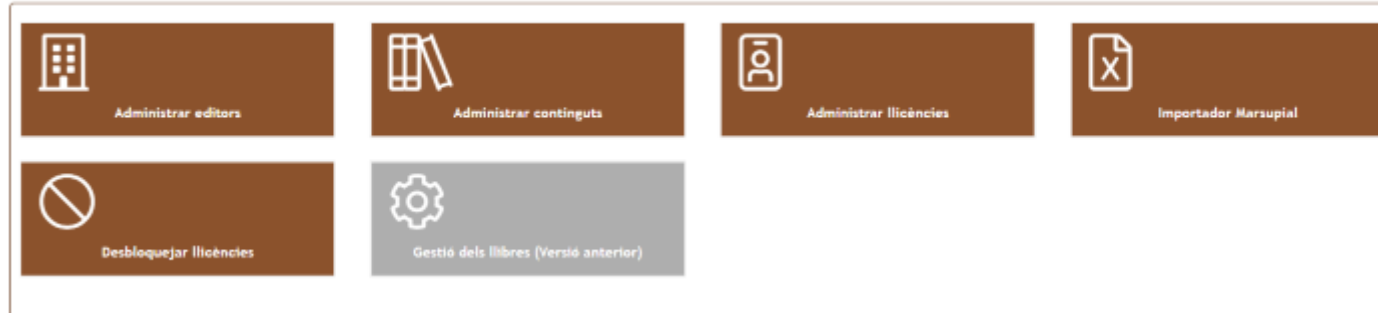 Administrar editors
Administrar continguts
Administrar llicències
Importador Marsupial
Desbloquejar llicències
Gestió dels llibres (Versió anterior)